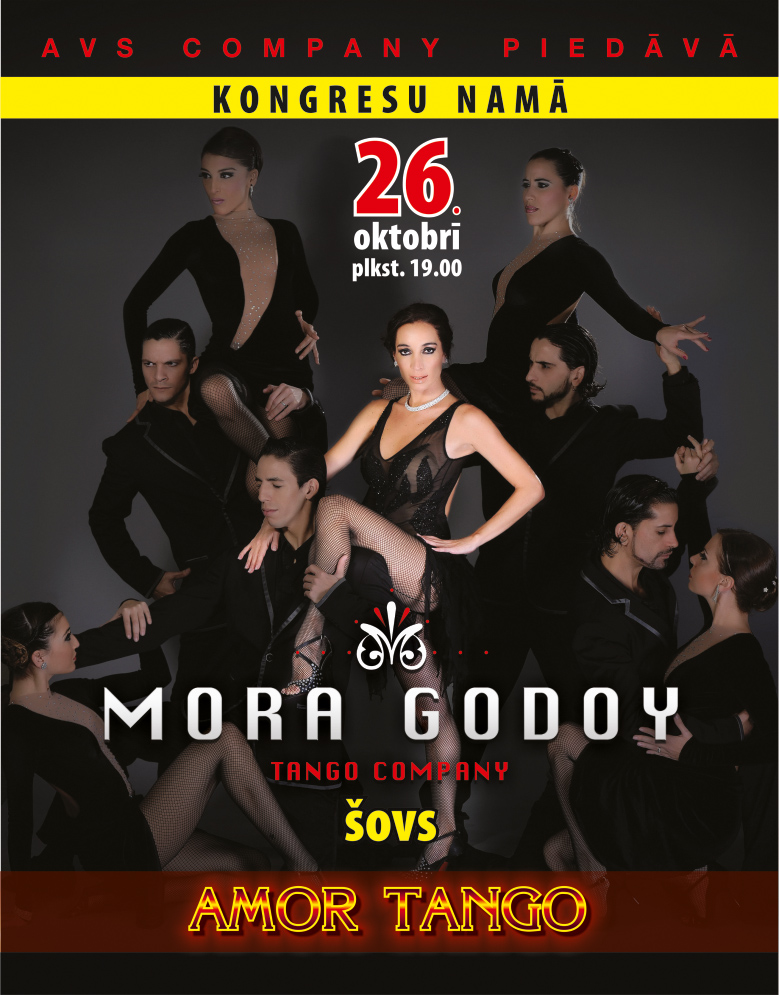 AVS COMPANY PIEDĀVĀ
KONGRESU NAMĀ
26.
oktobrī
plkst. 19.00
MORA GODOY
TANGO COMPANY
šovs
AMOR TANGO